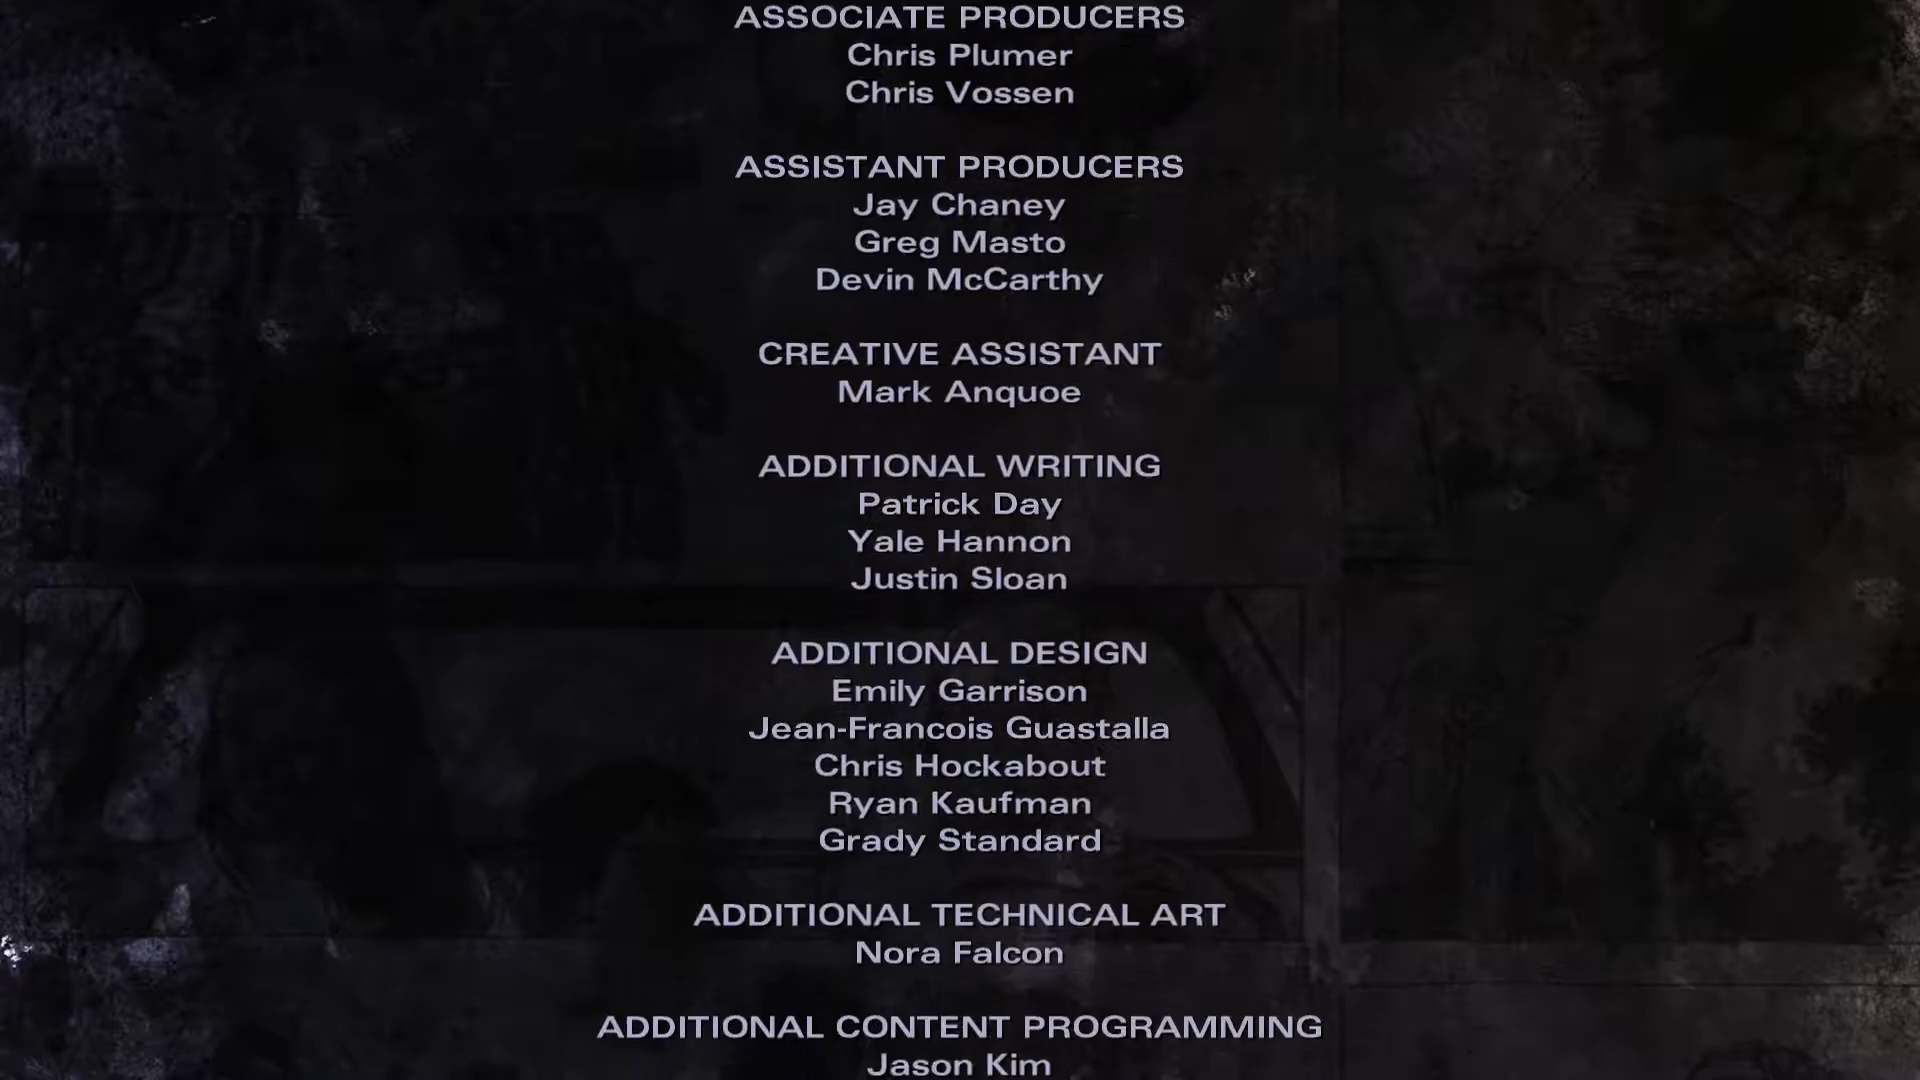 ASSOCIATE PRODUCERS
Chris Plumer
Chris Vossen
ASSISTANT PRODUCERS
Jay Chaney
Greg Masto
Devin McCarthy
CREATIVE ASSISTANT
Mark Anquoe
ADDITIONAL WRITING
Patrick Day
Yale Hannon
Justin Sloan
ADDITIONAL DESIGN
Emily Garrison
Jean-Francois Guastalla
Chris Hockabout
Ryan Kaufman
Grady Standard
ADDITIONAL TECHNICAL ART
Nora Falcon
ADDITIONAL CONTENT PROGRAMMING
Jason Kim